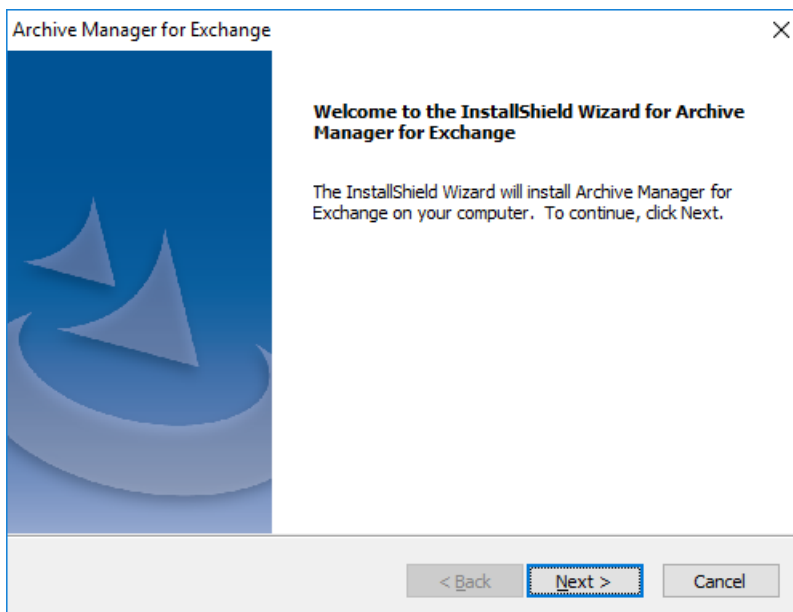 Archive Manager for Exchange
Welcome to the InstallShield Wizard for Archive
Manager for Exchange
The InstallShield Wizard will install Archive Manager for
Exchange on your computer.  To continue, click Next.
< Back
Next >
Cancel